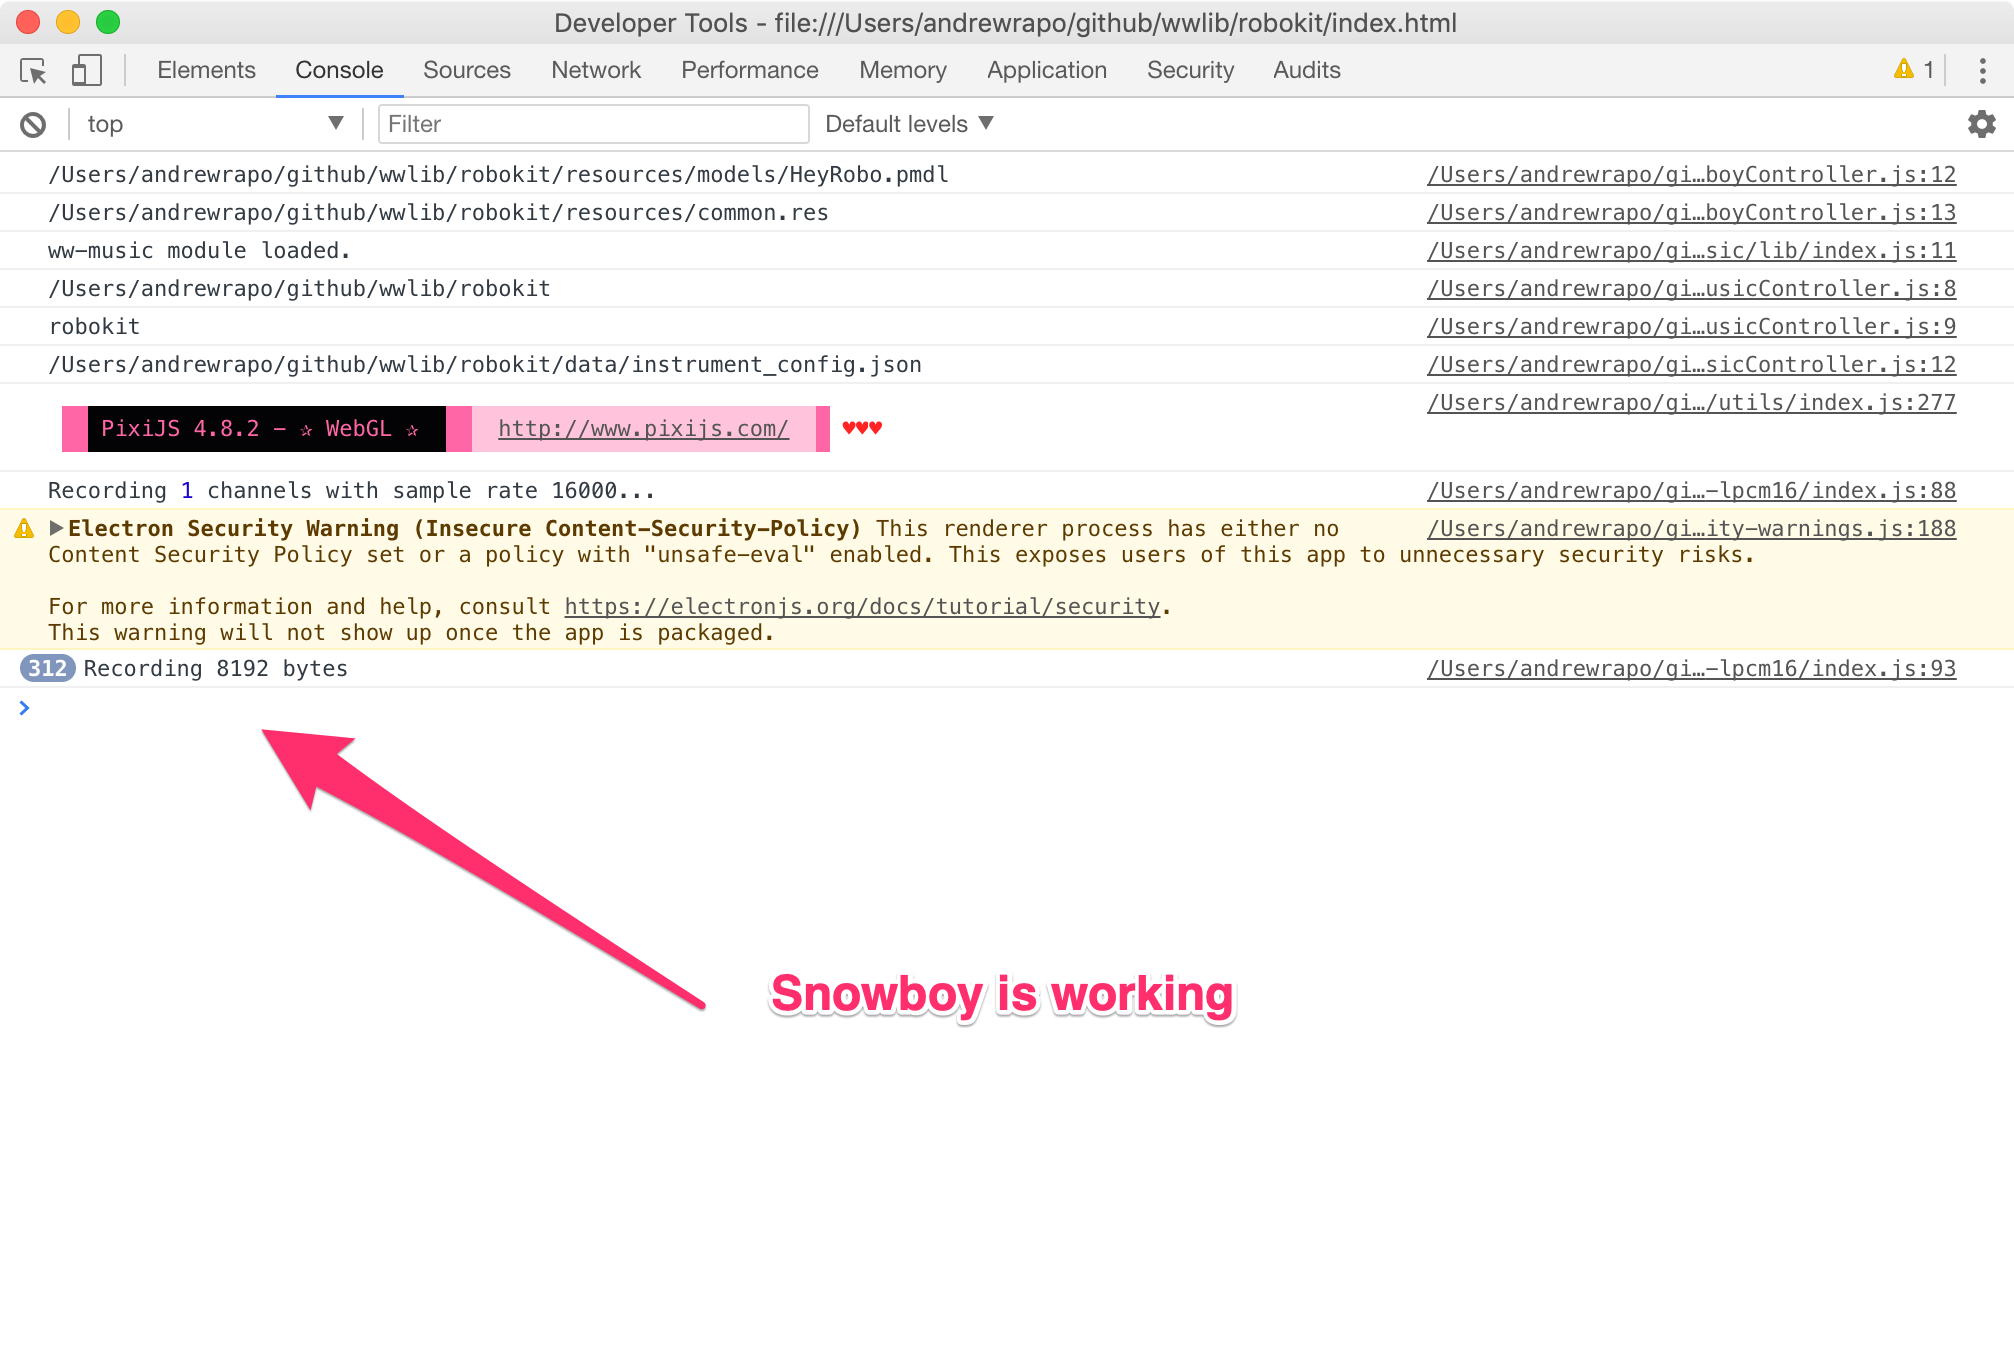 Developer Tools - file:///Users/andrewrapo/github/wwlib/robokit/index.html
Elements Console Sources Network Performance Memory Application Security Audits 1
top ▼ Filter Default levels ▼
/Users/andrewrapo/github/wwlib/robokit/resources/models/HeyRobo.pmdl /Users/andrewrapo/gi…boyController.js:12
/Users/andrewrapo/github/wwlib/robokit/resources/common.res /Users/andrewrapo/gi…boyController.js:13
ww-music module loaded. /Users/andrewrapo/gi…sic/lib/index.js:11
/Users/andrewrapo/github/wwlib/robokit /Users/andrewrapo/gi…usicController.js:8
robokit /Users/andrewrapo/gi…usicController.js:9
/Users/andrewrapo/github/wwlib/robokit/data/instrument_config.json /Users/andrewrapo/gi…sicController.js:12
/Users/andrewrapo/gi…/utils/index.js:277
PixiJS 4.8.2 - ✰ WebGL ✰ http://www.pixijs.com/ ♥♥♥
Recording 1 channels with sample rate 16000... /Users/andrewrapo/gi…-lpcm16/index.js:88
▶Electron Security Warning (Insecure Content-Security-Policy) This renderer process has either no /Users/andrewrapo/gi…ity-warnings.js:188
Content Security Policy set or a policy with "unsafe-eval" enabled. This exposes users of this app to unnecessary security risks.
For more information and help, consult https://electronjs.org/docs/tutorial/security.
This warning will not show up once the app is packaged.
312 Recording 8192 bytes /Users/andrewrapo/gi…-lpcm16/index.js:93
>
Snowboy is working